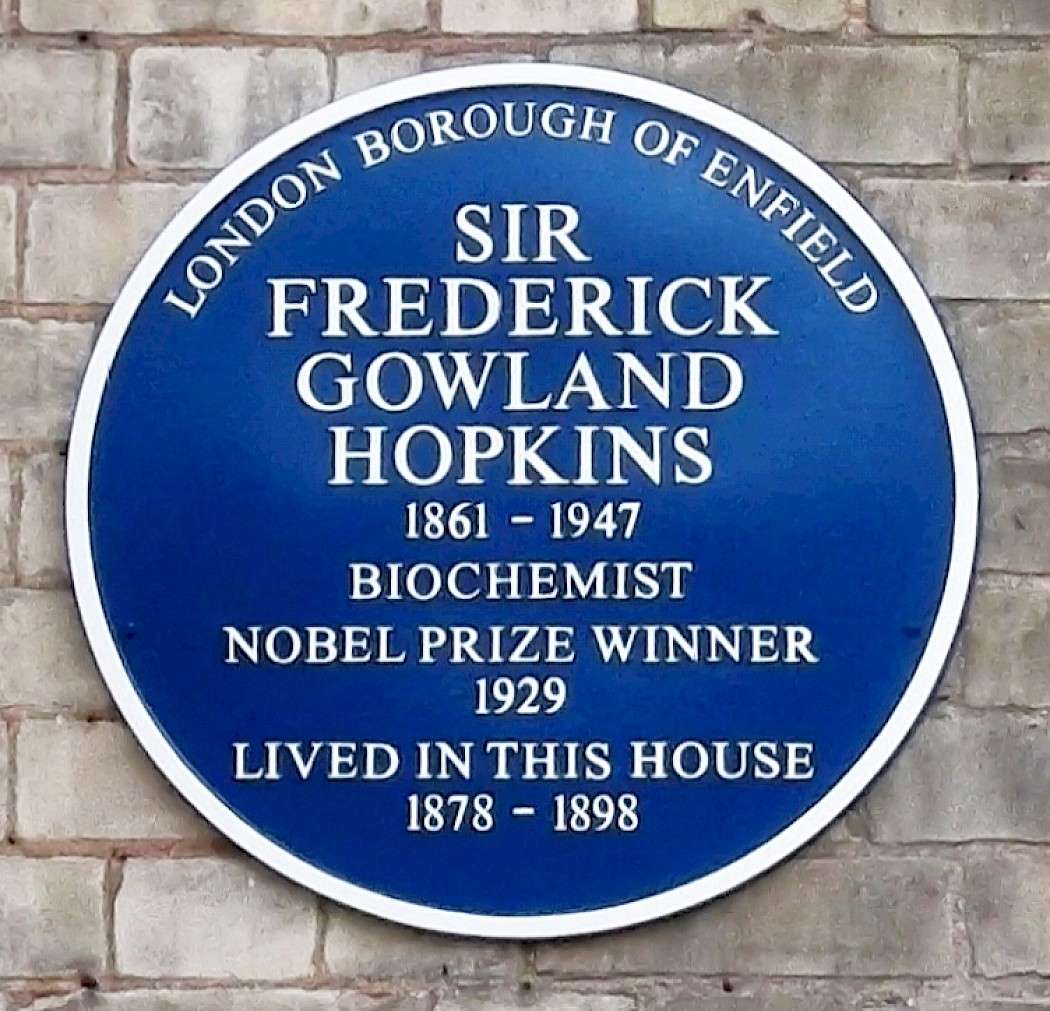 LONDON BOROUGH OF ENFIELD
SIR
FREDERICK
GOWLAND
HOPKINS
1861 – 1947
BIOCHEMIST
NOBEL PRIZE WINNER
1929
LIVED IN THIS HOUSE
1878 – 1898